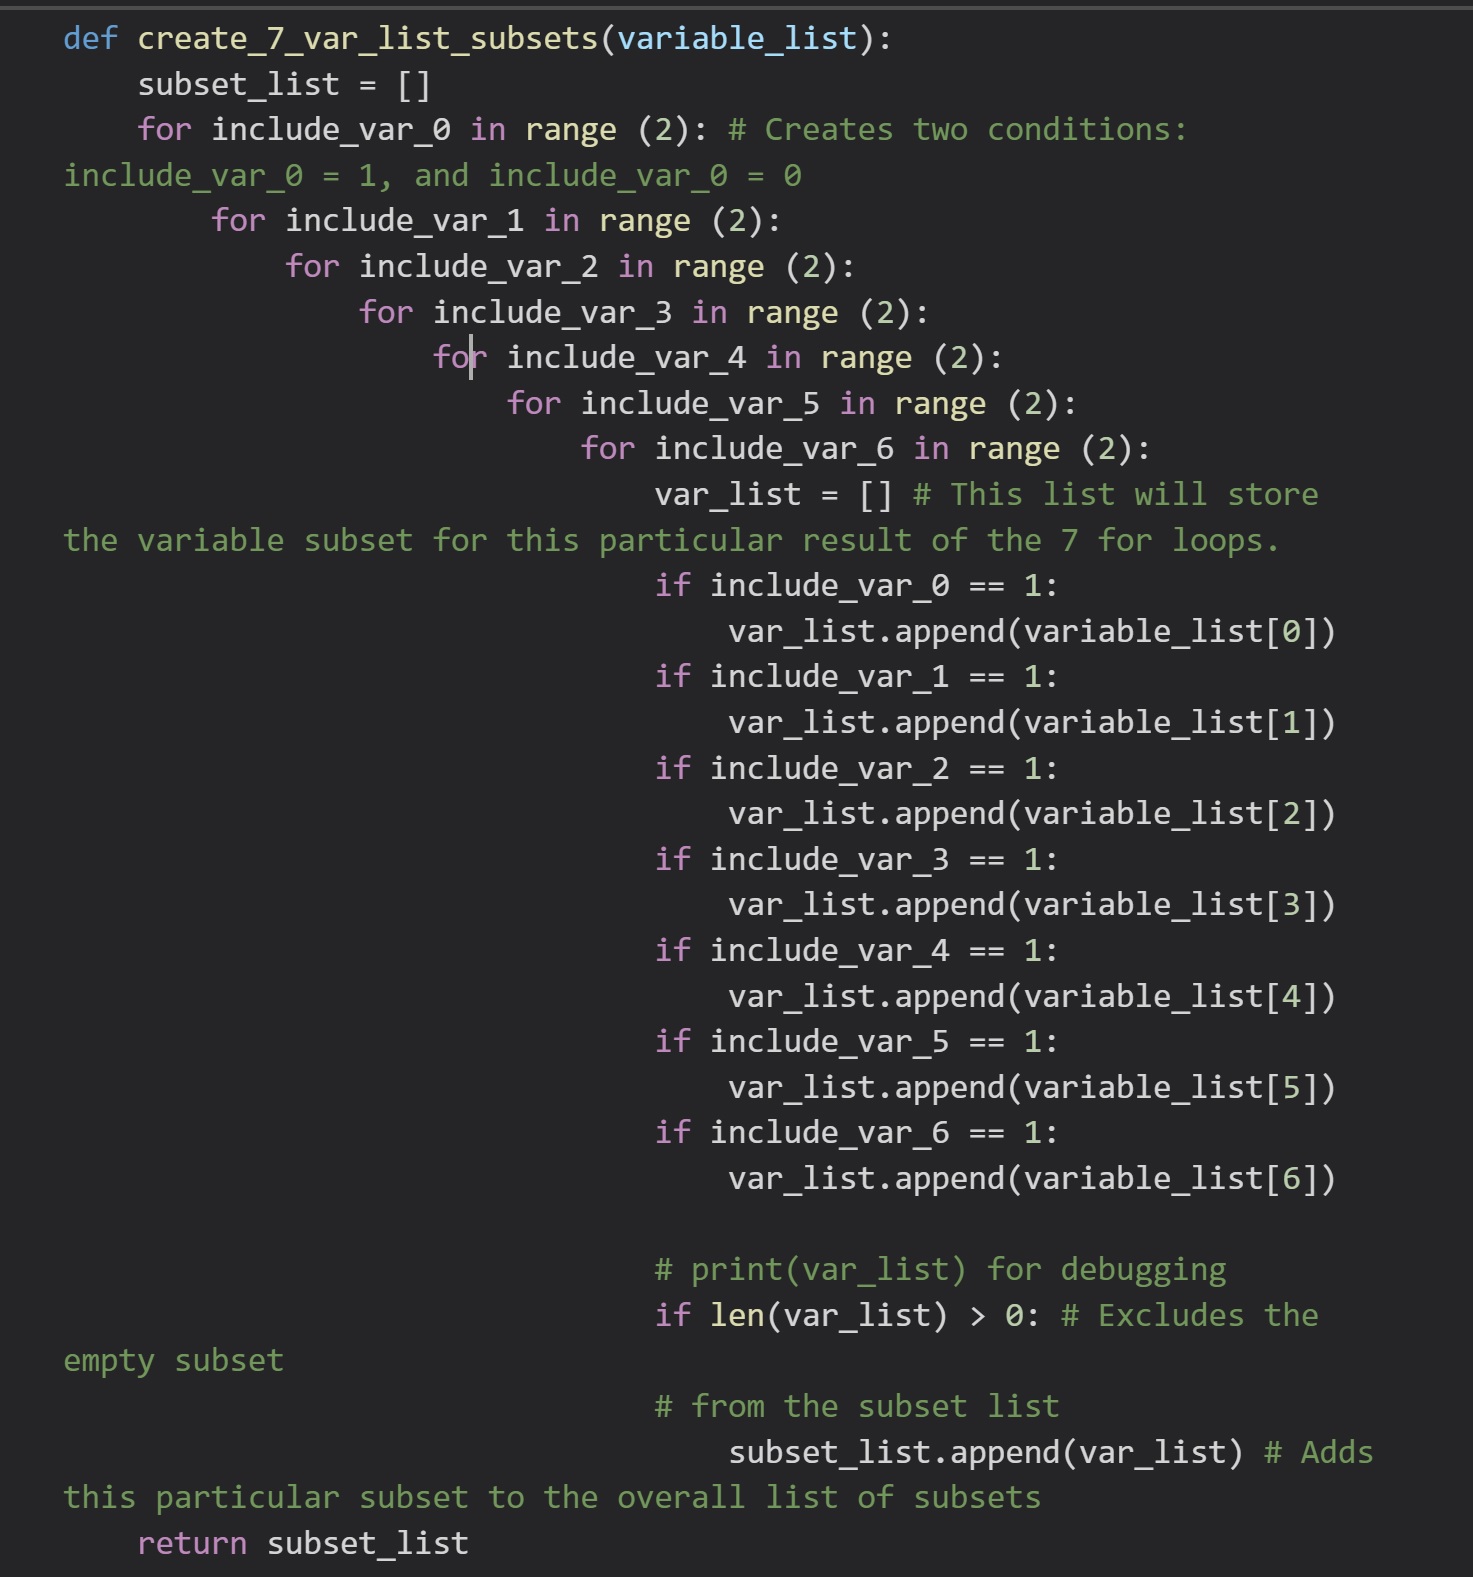 def create_7_var_list_subsets(variable_list):
    subset_list = []
    for include_var_0 in range (2): # Creates two conditions:
include_var_0 = 1, and include_var_0 = 0
        for include_var_1 in range (2):
            for include_var_2 in range (2):
                for include_var_3 in range (2):
                    for include_var_4 in range (2):
                        for include_var_5 in range (2):
                            for include_var_6 in range (2):
                                var_list = [] # This list will store
the variable subset for this particular result of the 7 for loops.
                                if include_var_0 == 1:
                                    var_list.append(variable_list[0])
                                if include_var_1 == 1:
                                    var_list.append(variable_list[1])
                                if include_var_2 == 1:
                                    var_list.append(variable_list[2])
                                if include_var_3 == 1:
                                    var_list.append(variable_list[3])
                                if include_var_4 == 1:
                                    var_list.append(variable_list[4])
                                if include_var_5 == 1:
                                    var_list.append(variable_list[5])
                                if include_var_6 == 1:
                                    var_list.append(variable_list[6])

                                # print(var_list) for debugging
                                if len(var_list) > 0: # Excludes the
empty subset
                                # from the subset list
                                    subset_list.append(var_list) # Adds
this particular subset to the overall list of subsets
    return subset_list